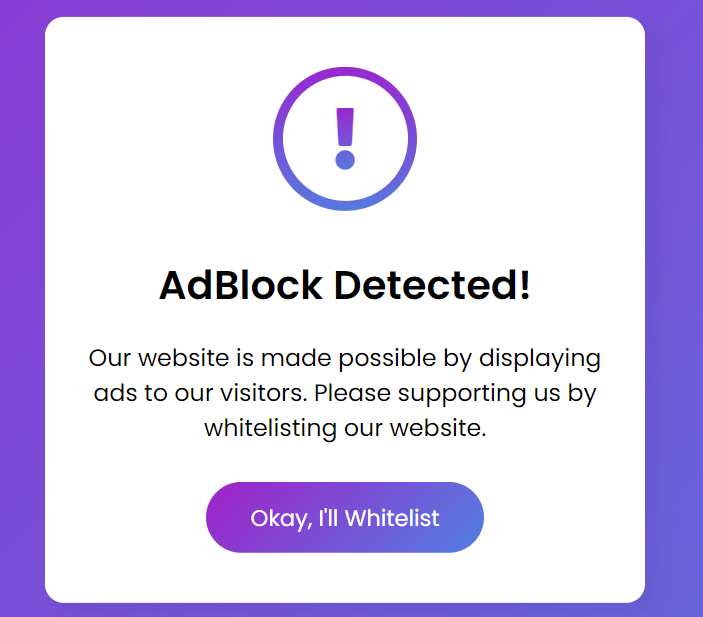 !
AdBlock Detected!
Our website is made possible by displaying
ads to our visitors. Please supporting us by
whitelisting our website.
Okay, I'll Whitelist